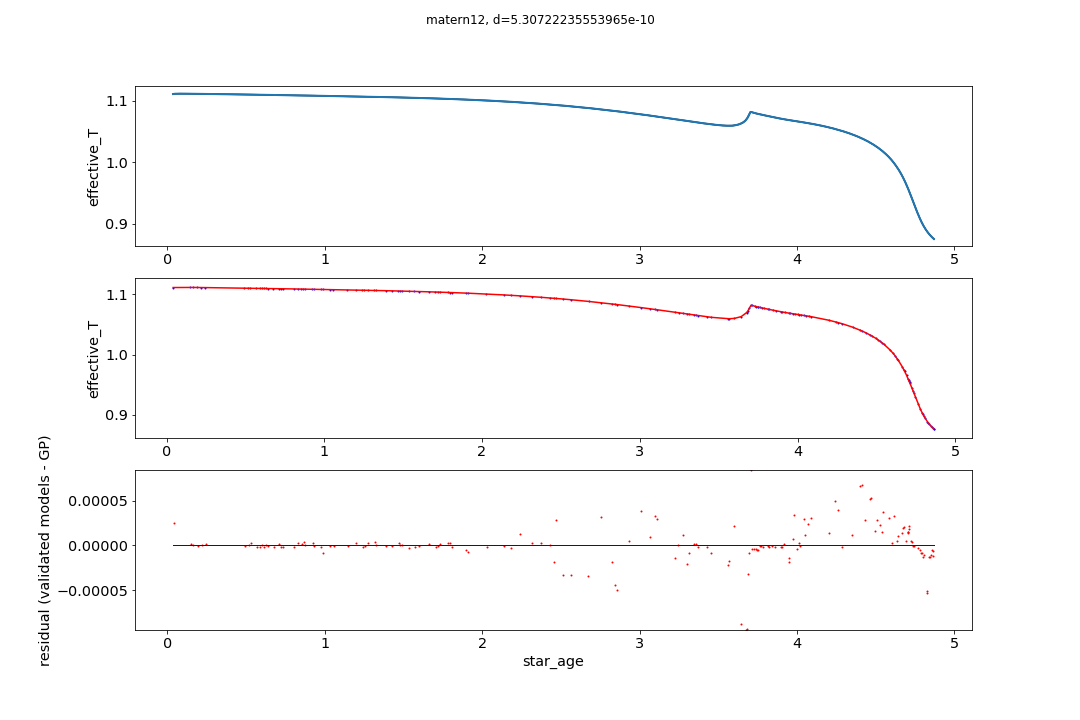 matern12, d=5.30722235553965e-10
effective_T
1.1
1.0
0.9
0 1 2 3 4 5
effective_T
1.1
1.0
0.9
0 1 2 3 4 5
residual (validated models - GP)
0.00005
0.00000
−0.00005
0 1 2 3 4 5
star_age